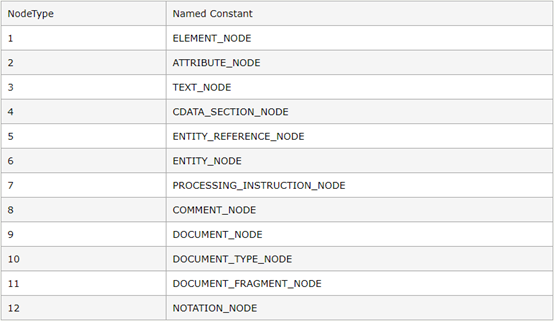 NodeType Named Constant
1 ELEMENT_NODE
2 ATTRIBUTE_NODE
3 TEXT_NODE
4 CDATA_SECTION_NODE
5 ENTITY_REFERENCE_NODE
6 ENTITY_NODE
7 PROCESSING_INSTRUCTION_NODE
8 COMMENT_NODE
9 DOCUMENT_NODE
10 DOCUMENT_TYPE_NODE
11 DOCUMENT_FRAGMENT_NODE
12 NOTATION_NODE